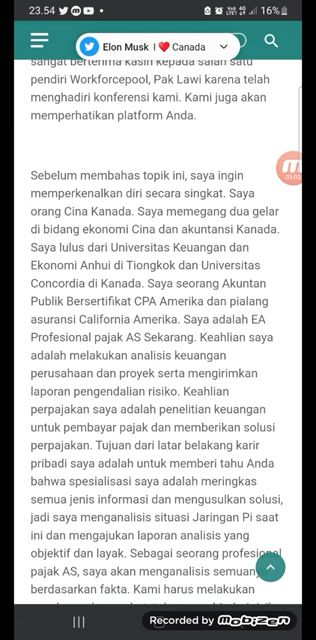 23.54
16%
Elon Musk I ❤ Canada
sangat berterima kasih kepada salah satu
pendiri Workforcepool, Pak Lawi karena telah
menghadiri konferensi kami. Kami juga akan
memperhatikan platform Anda.
Sebelum membahas topik ini, saya ingin
memperkenalkan diri secara singkat. Saya
orang Cina Kanada. Saya memegang dua gelar
di bidang ekonomi Cina dan akuntansi Kanada.
Saya lulus dari Universitas Keuangan dan
Ekonomi Anhui di Tiongkok dan Universitas
Concordia di Kanada. Saya seorang Akuntan
Publik Bersertifikat CPA Amerika dan pialang
asuransi California Amerika. Saya adalah EA
Profesional pajak AS Sekarang. Keahlian saya
adalah melakukan analisis keuangan
perusahaan dan proyek serta mengirimkan
laporan pengendalian risiko. Keahlian
perpajakan saya adalah penelitian keuangan
untuk pembayar pajak dan memberikan solusi
perpajakan. Tujuan dari latar belakang karir
pribadi saya adalah untuk memberi tahu Anda
bahwa spesialisasi saya adalah meringkas
semua jenis informasi dan mengusulkan solusi,
jadi saya menganalisis situasi Jaringan Pi saat
ini dan mengajukan laporan analisis yang
objektif dan layak. Sebagai seorang profesional
pajak AS, saya akan menganalisis semuanya
berdasarkan fakta. Kami harus melakukan
Recorded by mobizen